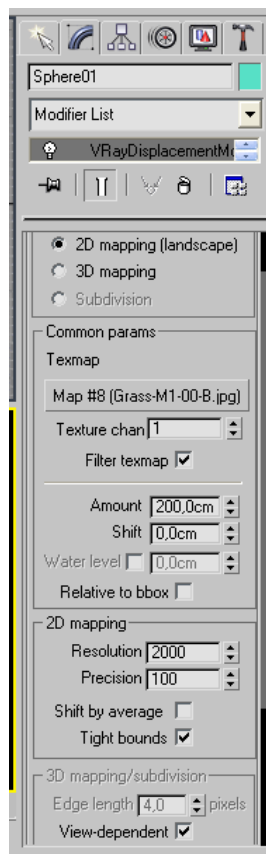 Sphere01
Modifier List
VRayDisplacementMo
2D mapping (landscape)
3D mapping
Subdivision
Common params
Texmap
Map #8 (Grass-M1-00-B.jpg)
Texture chan 1
Filter texmap
Amount 200,0cm
Shift 0,0cm
Water level 0,0cm
Relative to bbox
2D mapping
Resolution 2000
Precision 100
Shift by average
Tight bounds
3D mapping/subdivision
Edge length 4,0 pixels
View-dependent